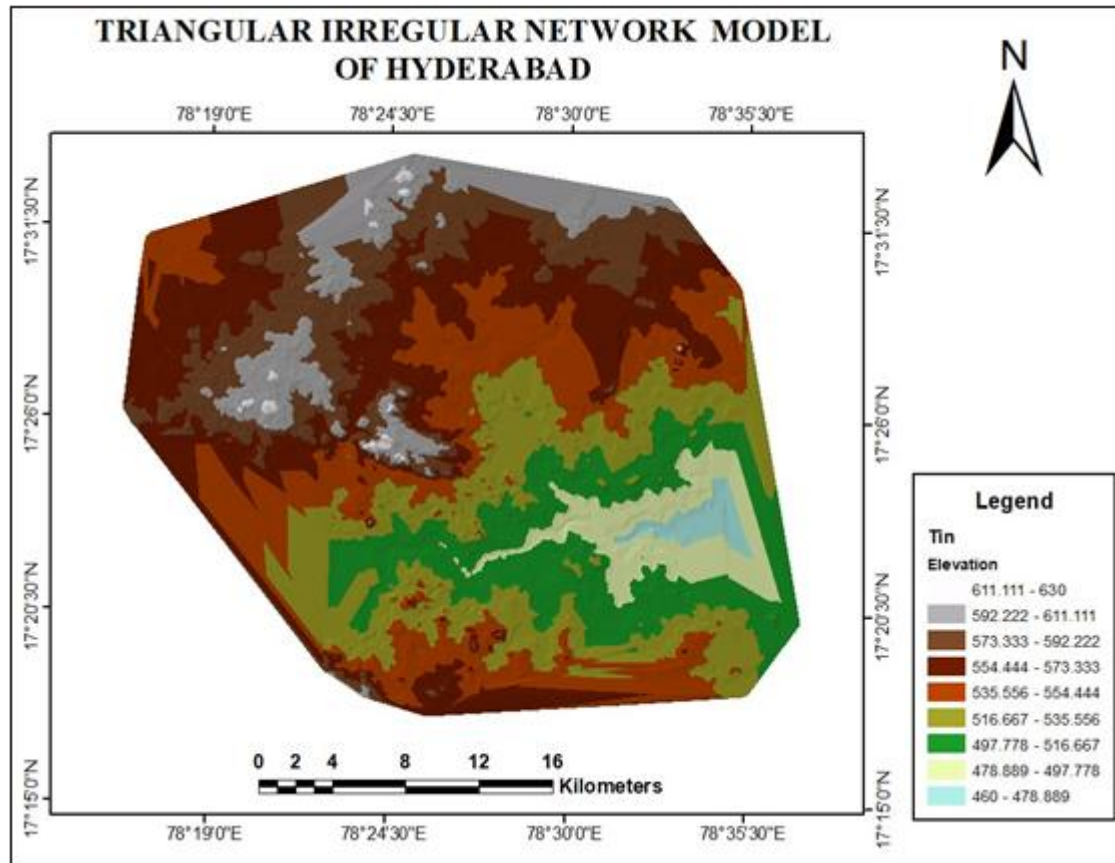 TRIANGULAR IRREGULAR NETWORK MODEL
OF HYDERABAD
N
78°19'0"E 78°24'30"E 78°30'0"E 78°35'30"E
17°31'30"N
17°31'30"N
17°26'0"N
17°26'0"N
17°20'30"N
17°20'30"N
17°15'0"N
17°15'0"N
0 2 4 8 12 16
Kilometers
78°19'0"E 78°24'30"E 78°30'0"E 78°35'30"E
Legend
Tin
Elevation
611.111 - 630
592.222 - 611.111
573.333 - 592.222
554.444 - 573.333
535.556 - 554.444
516.667 - 535.556
497.778 - 516.667
478.889 - 497.778
460 - 478.889